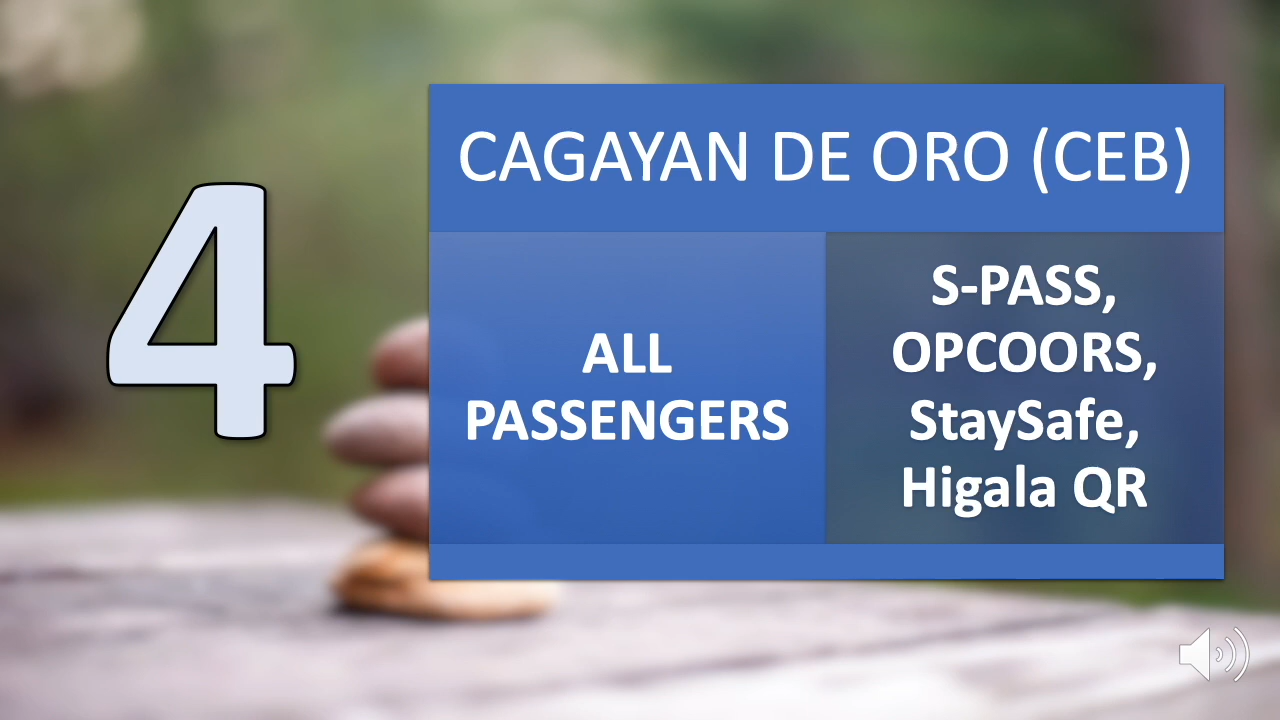 4
CAGAYAN DE ORO (CEB)
ALL
PASSENGERS
S-PASS,
OPCOORS,
StaySafe,
Higala QR